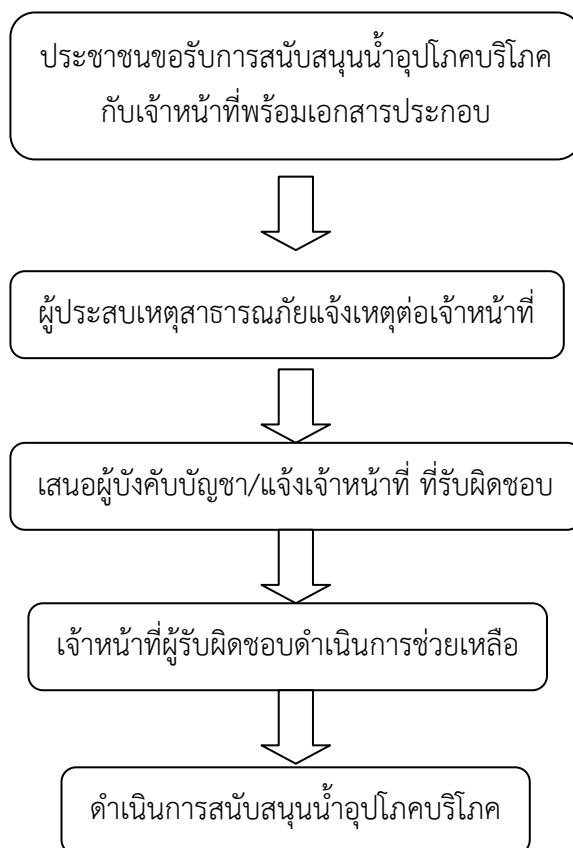 ประชาชนขอรับการสนับสนุนน้ำอุปโภคบริโภค
กับเจ้าหน้าที่พร้อมเอกสารประกอบ
ผู้ประสบเหตุสาธารณภัยแจ้งเหตุต่อเจ้าหน้าที่
เสนอผู้บังคับบัญชา/แจ้งเจ้าหน้าที่ ที่รับผิดชอบ
เจ้าหน้าที่ผู้รับผิดชอบดำเนินการช่วยเหลือ
ดำเนินการสนับสนุนน้ำอุปโภคบริโภค